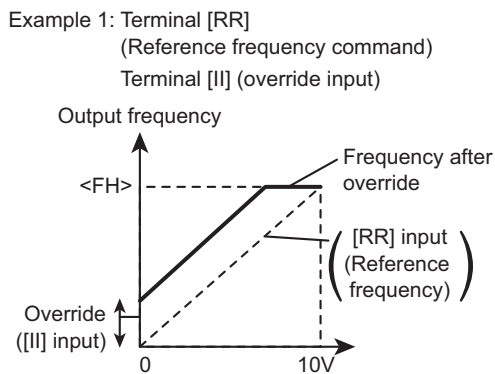 Example 1: Terminal [RR]
(Reference frequency command)
Terminal [II] (override input)
Output frequency
<FH>
Frequency after
override
[RR] input
(Reference
frequency)
Override
([II] input)
0
10V